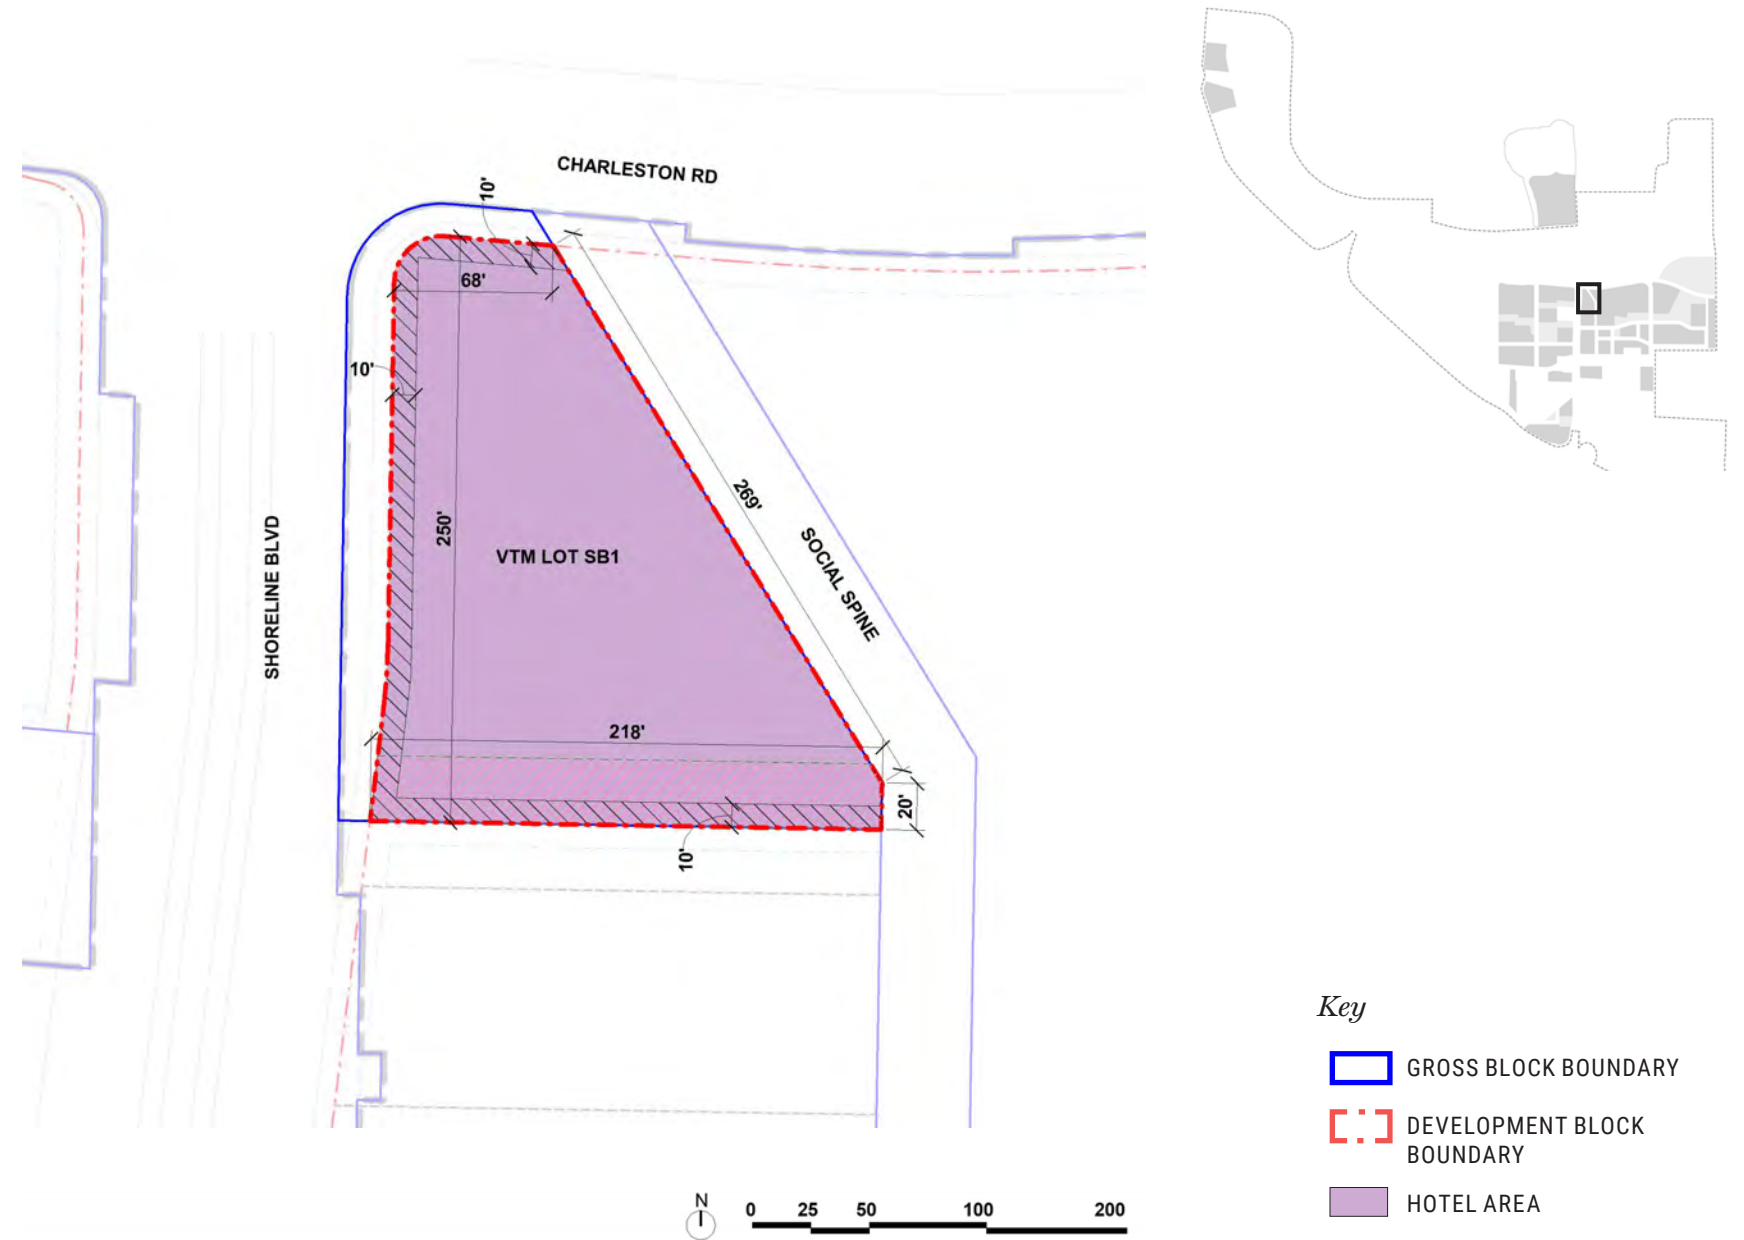 CHARLESTON RD
10'
68'
10'
269'
250'
VTM LOT SB1
SHORELINE BLVD
SOCIAL SPINE
218'
20'
10'
Key
GROSS BLOCK BOUNDARY
DEVELOPMENT BLOCK
BOUNDARY
HOTEL AREA
N
0 25 50 100 200